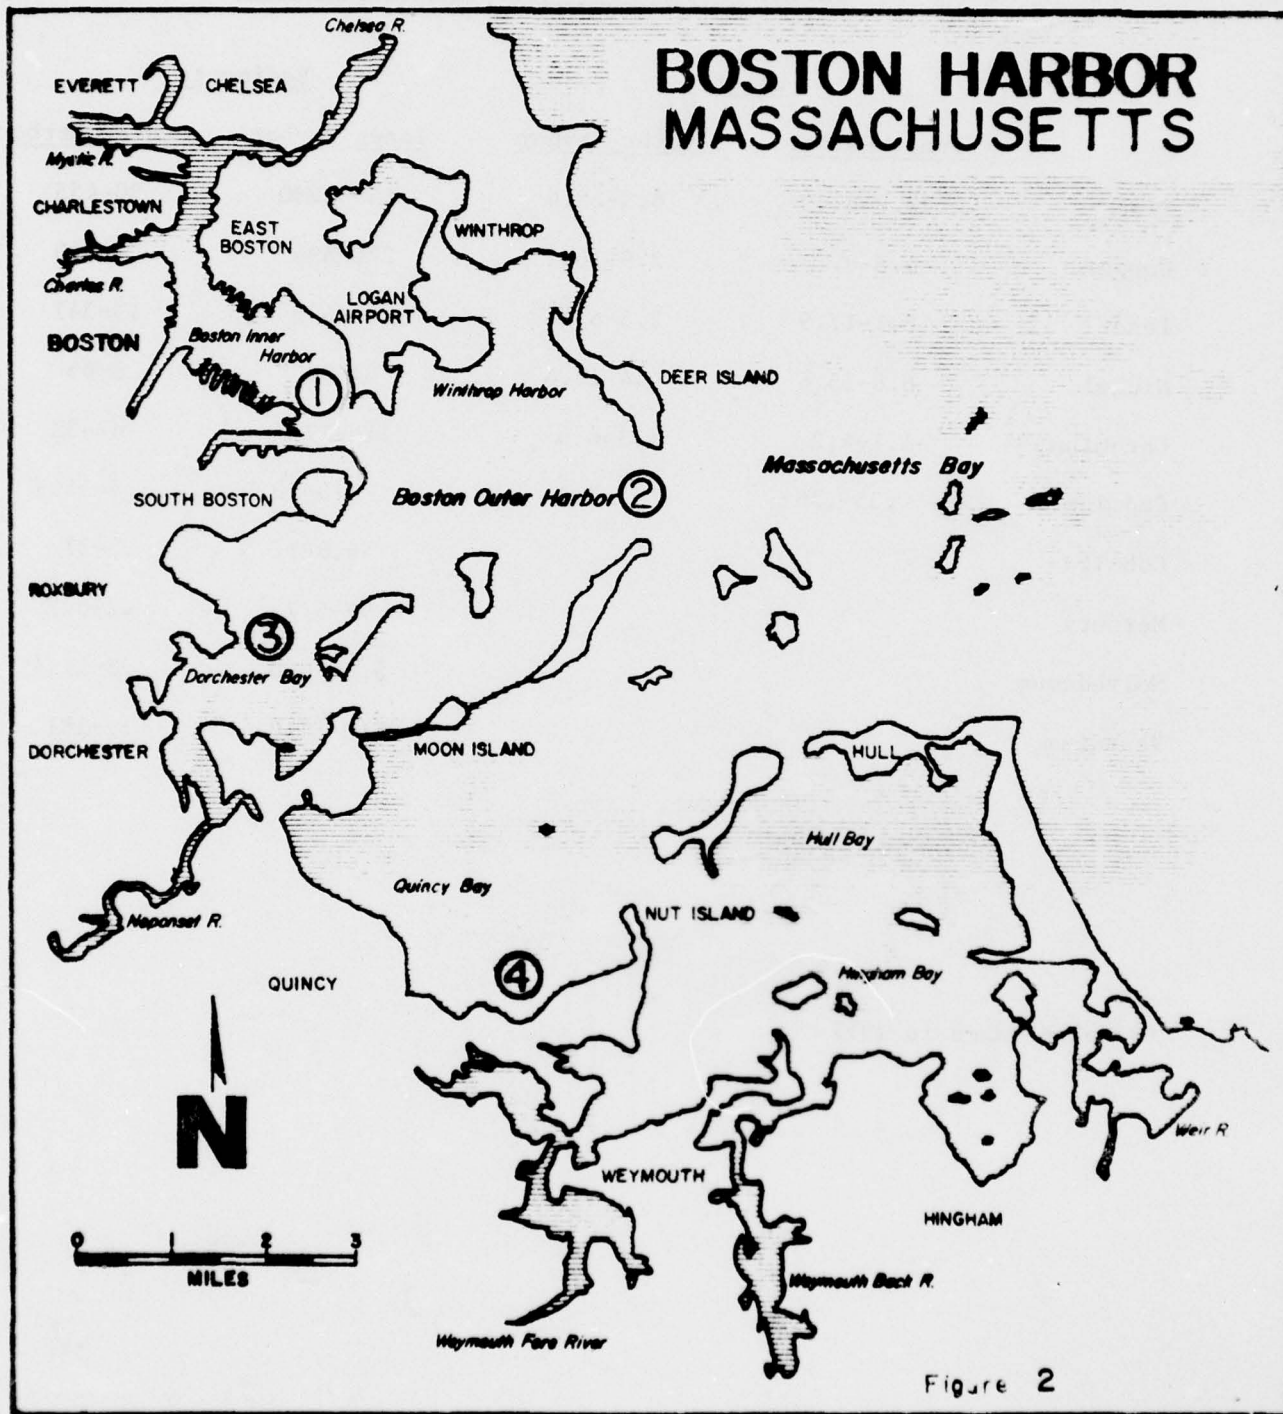 Chelsea R.
BOSTON HARBOR
MASSACHUSETTS
EVERETT
CHELSEA
Mystic R.
CHARLESTOWN
EAST
BOSTON
WINTHROP
Charles R.
LOGAN
AIRPORT
BOSTON
Boston Inner
Harbor
1
Winthrop Harbor
DEER ISLAND
Massachusetts Bay
SOUTH BOSTON
Boston Outer Harbor
2
ROXBURY
3
Dorchester Bay
DORCHESTER
MOON ISLAND
HULL
Hull Bay
Quincy Bay
Neponset R.
NUT ISLAND
QUINCY
4
Hingham Bay
N
Weir R
WEYMOUTH
HINGHAM
0 1 2 3
MILES
Weymouth Back R.
Weymouth Fore River
Figure 2